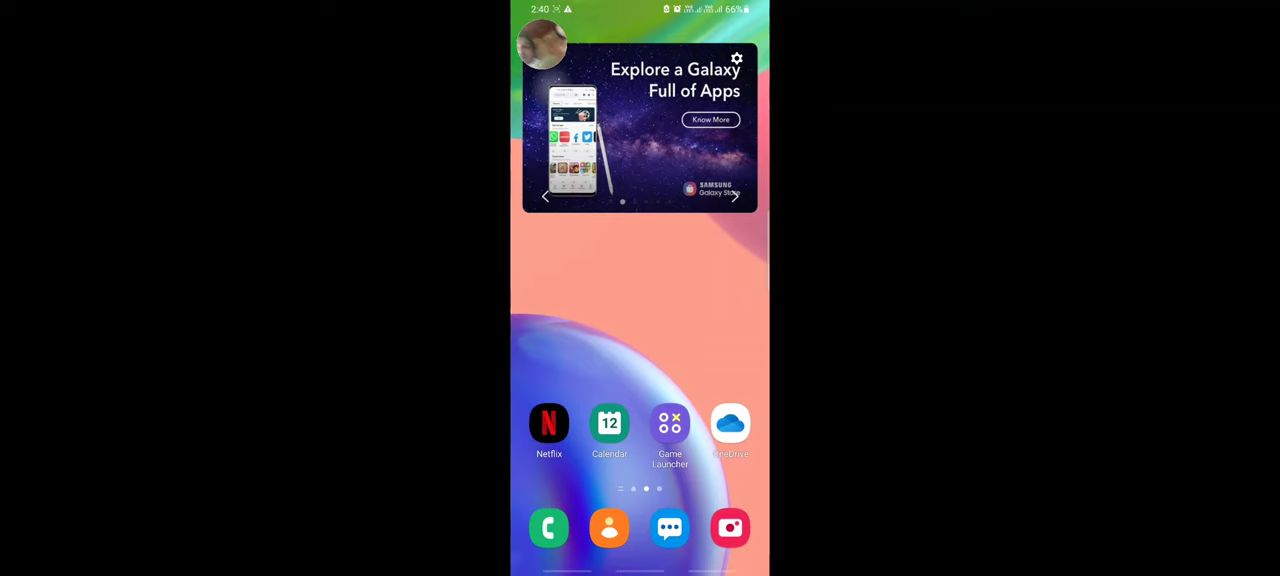 2:40
66%
Explore a Galaxy
Full of Apps
Know More
SAMSUNG
Galaxy Store
N
12
Netflix
Calendar
Game
Launcher
OneDrive